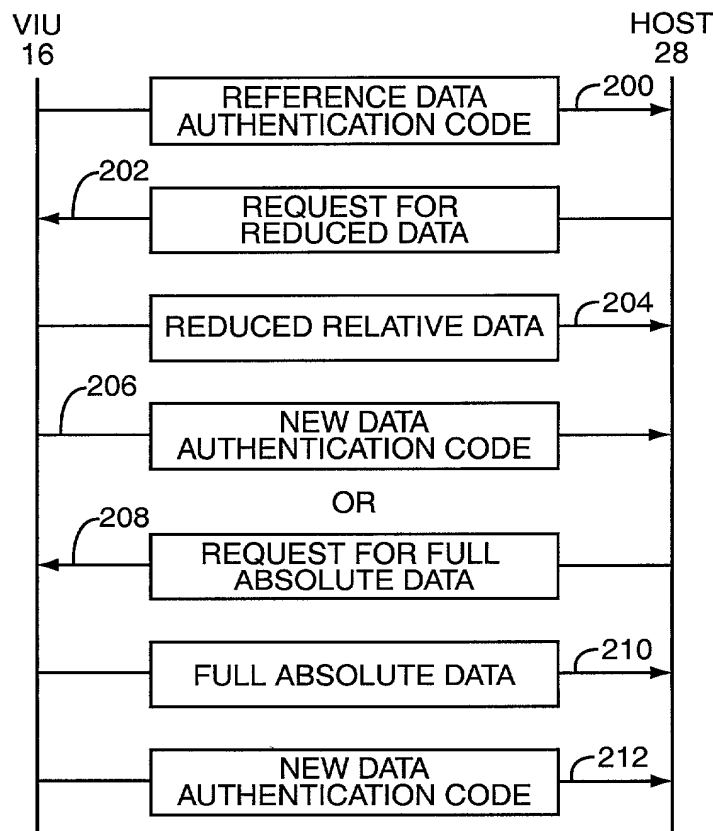 VIU
16
HOST
28
REFERENCE DATA
AUTHENTICATION CODE
200
202
REQUEST FOR
REDUCED DATA
REDUCED RELATIVE DATA
204
206
NEW DATA
AUTHENTICATION CODE
OR
208
REQUEST FOR FULL
ABSOLUTE DATA
FULL ABSOLUTE DATA
210
NEW DATA
AUTHENTICATION CODE
212